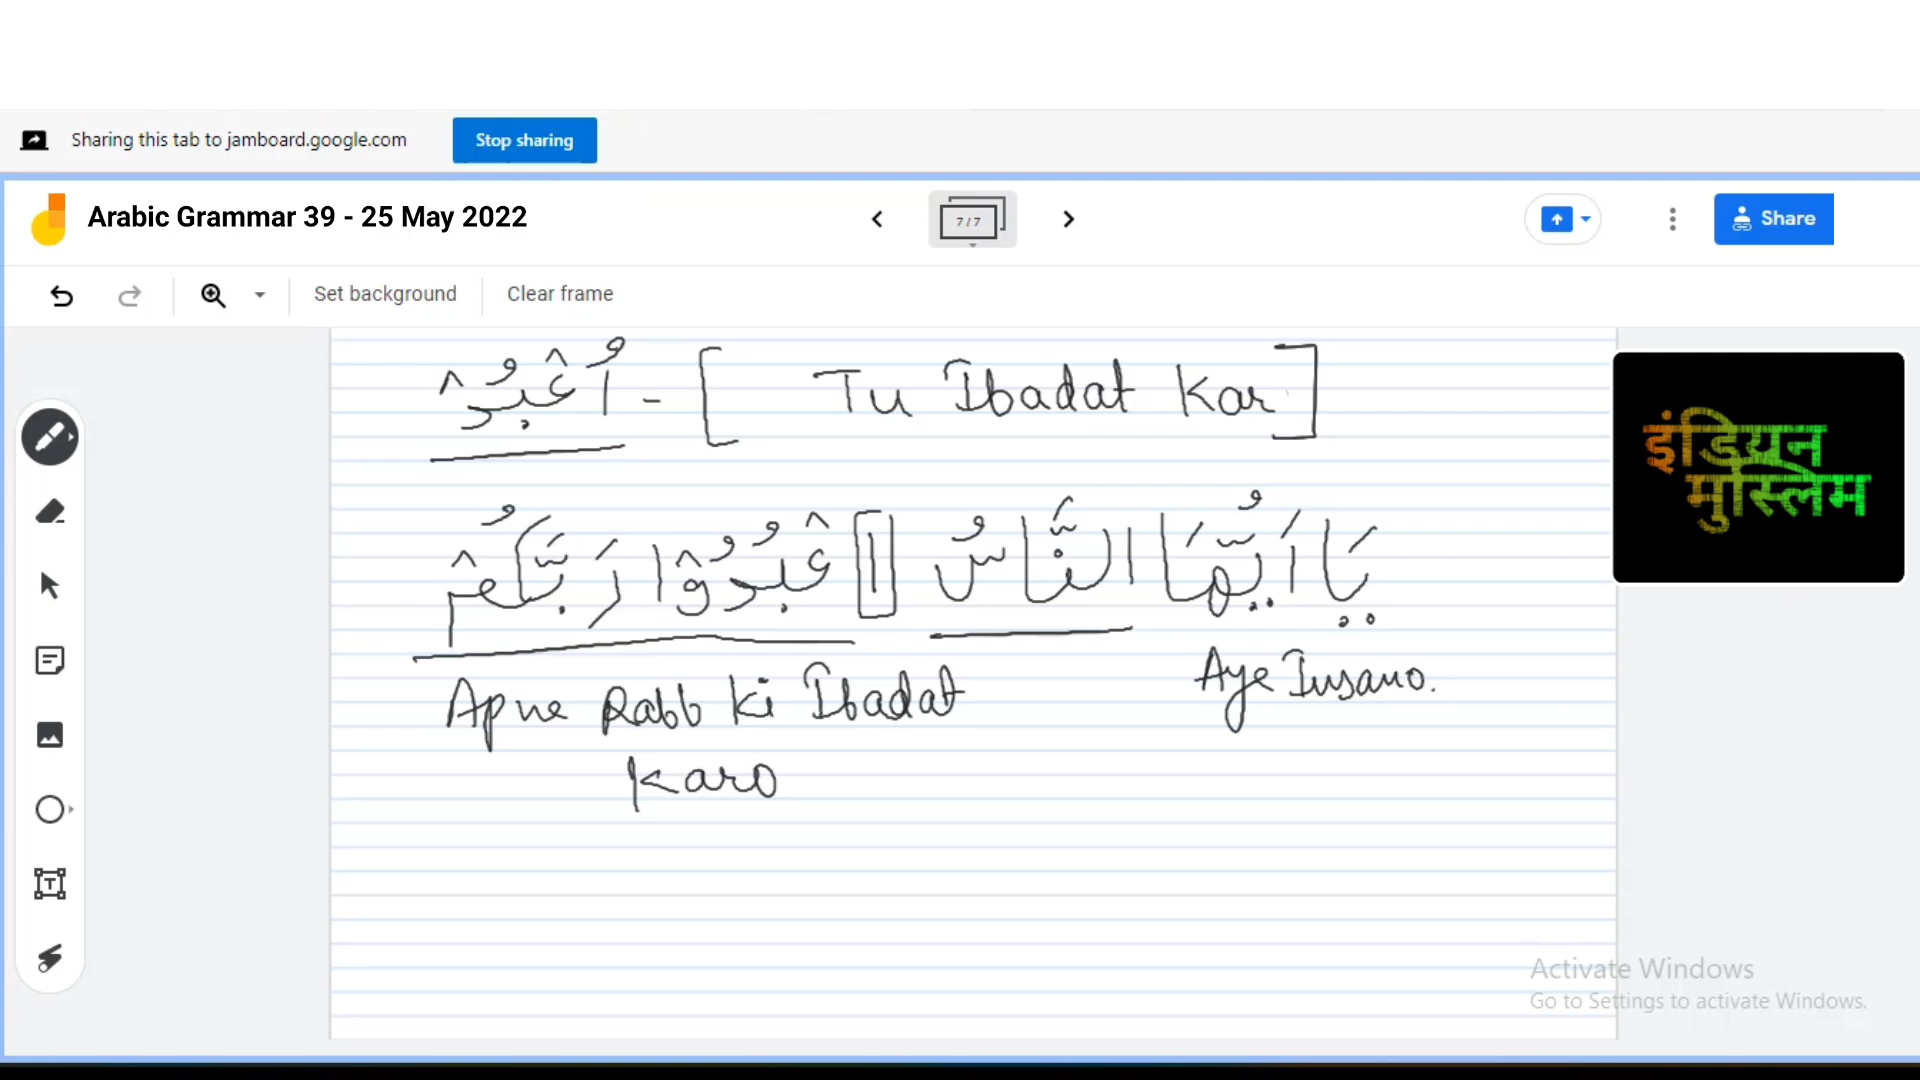 Sharing this tab to jamboard.google.com Stop sharing
Arabic Grammar 39 - 25 May 2022
7/7
Share
Set background Clear frame
اُعْبُدْ - [ Tu Ibadat Kar ]
يَا اَيُّهَا النَّاسُ اعْبُدُوْا رَبَّكُمْ
Aye Insano.
Apne Rabb ki Ibadat
Karo
इंडियन
मुस्लिम
Activate Windows
Go to Settings to activate Windows.